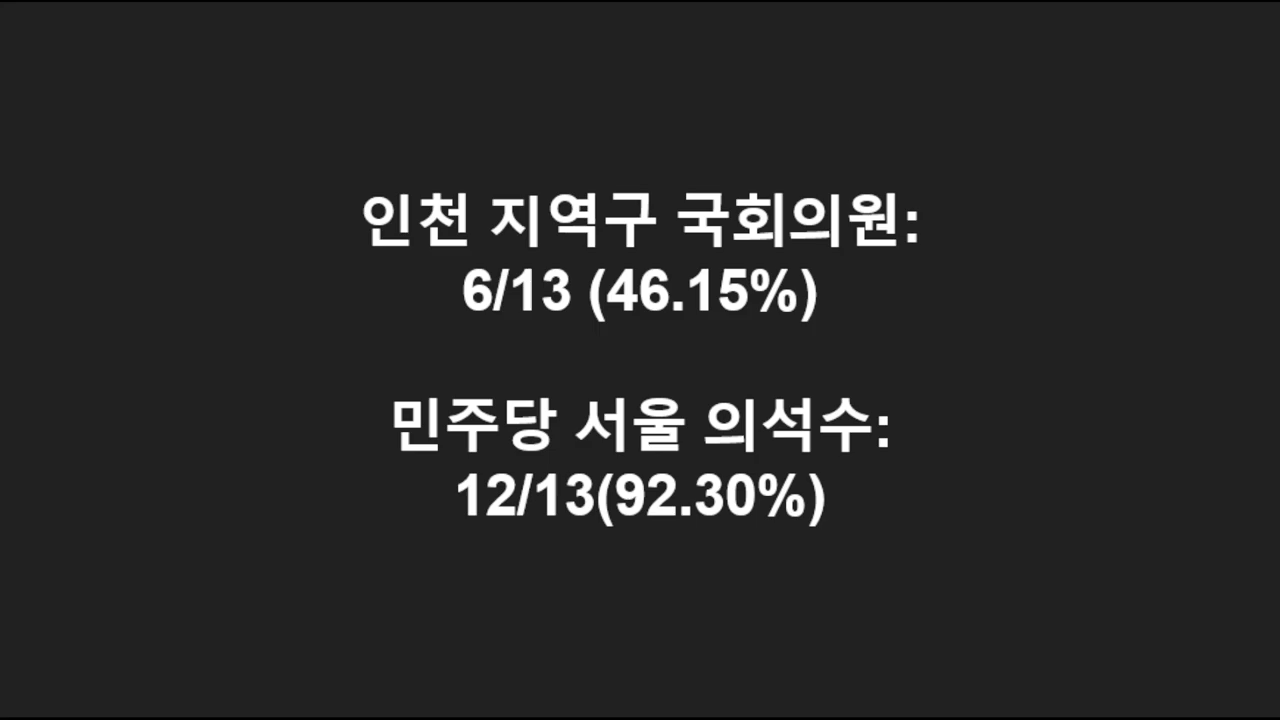 인천 지역구 국회의원:
6/13 (46.15%)
민주당 서울 의석수:
12/13(92.30%)